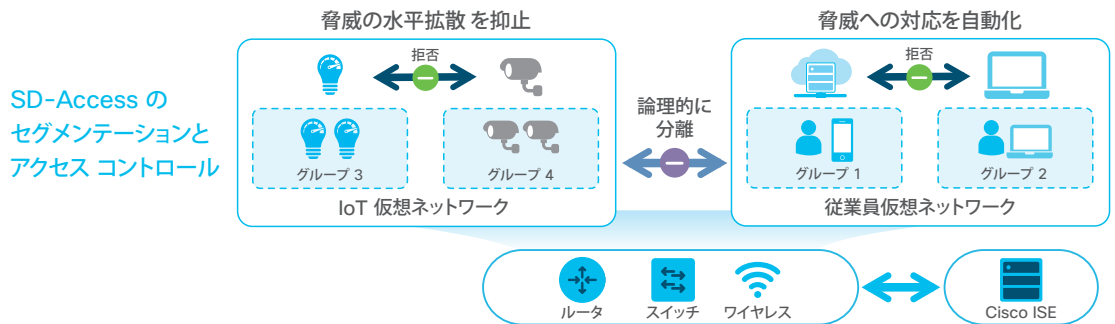 SD-Access の
セグメンテーションと
アクセス コントロール
脅威の水平拡散 を抑止
拒否
グループ 3
グループ 4
IoT 仮想ネットワーク
論理的に
分離
脅威への対応を自動化
拒否
グループ 1
グループ 2
従業員仮想ネットワーク
ルータ
スイッチ
ワイヤレス
Cisco ISE